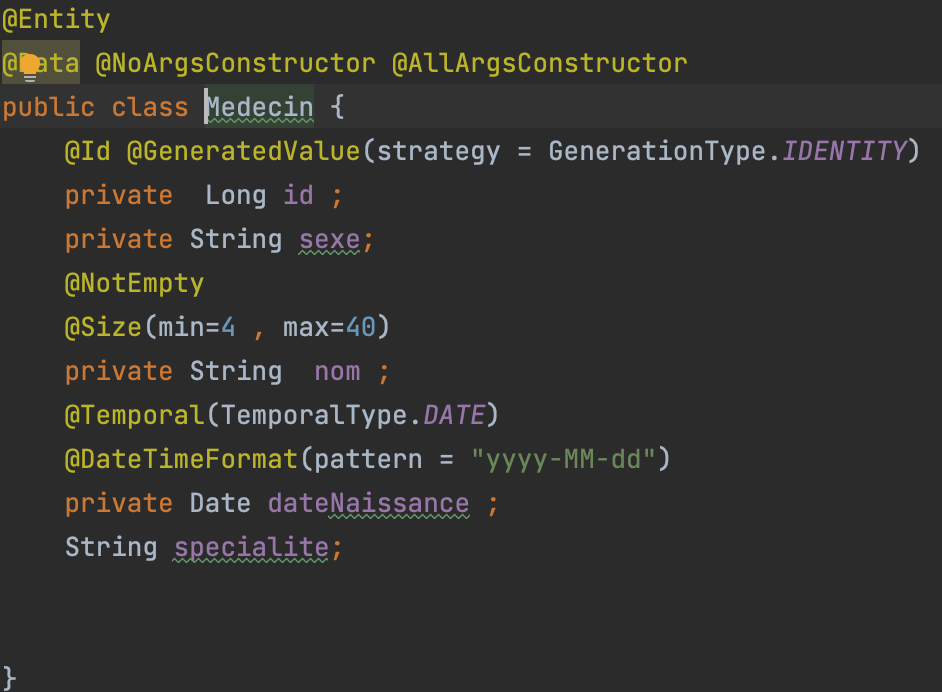 @Entity
@Data @NoArgsConstructor @AllArgsConstructor
public class Medecin {
    @Id @GeneratedValue(strategy = GenerationType.IDENTITY)
    private  Long id ;
    private String sexe;
    @NotEmpty
    @Size(min=4 , max=40)
    private String  nom ;
    @Temporal(TemporalType.DATE)
    @DateTimeFormat(pattern = "yyyy-MM-dd")
    private Date dateNaissance ;
    String specialite;
}